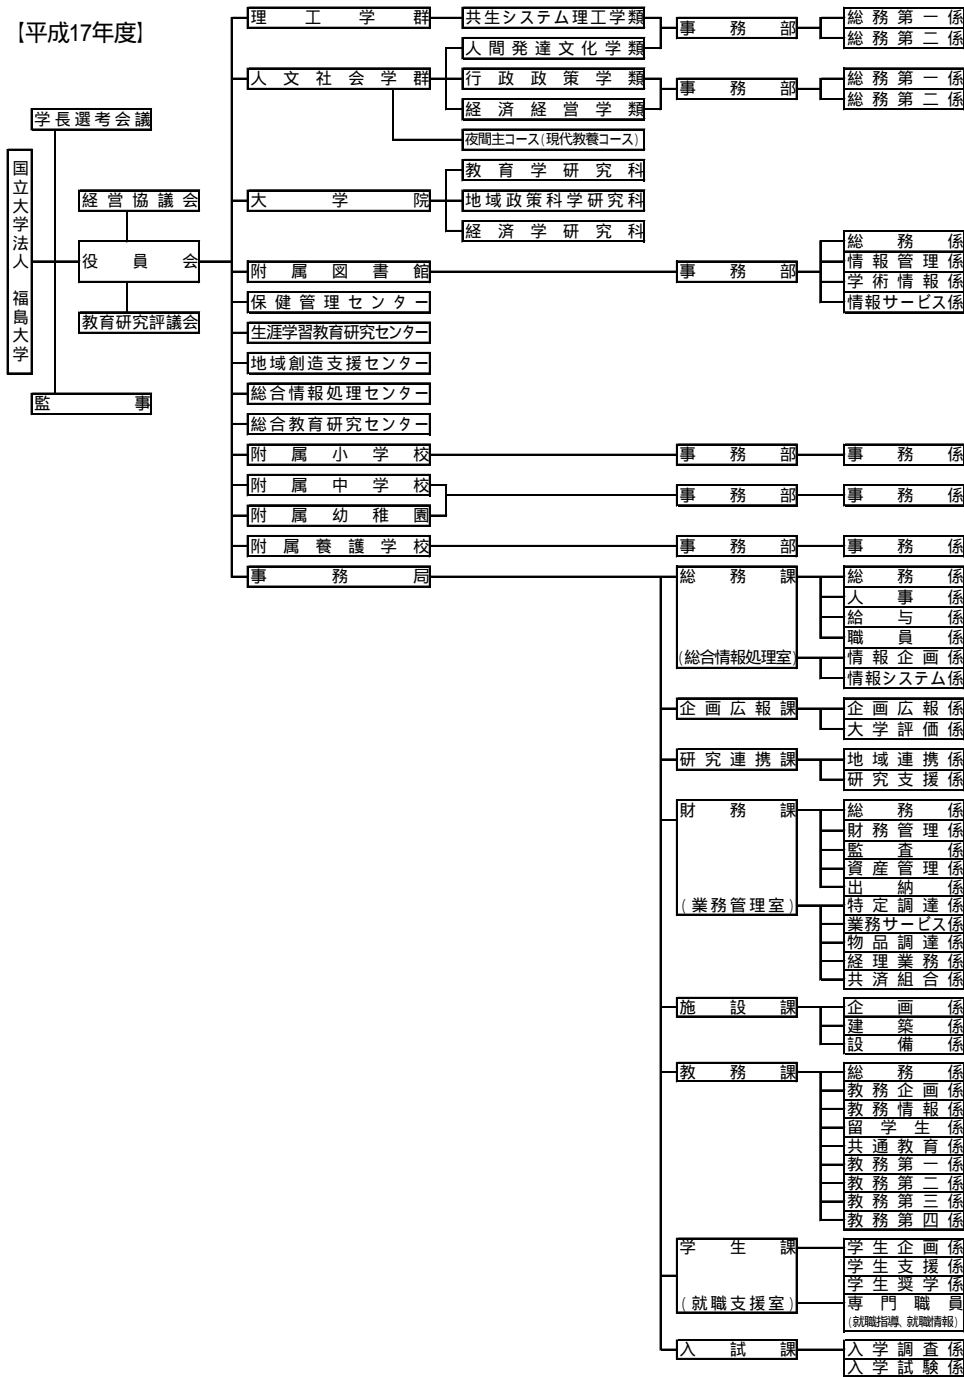 【平成17年度】
国立大学法人　福島大学
学長選考会議
経営協議会
役員会
教育研究評議会
監事
理工学群
共生システム理工学類
人間発達文化学類
事務部
総務第一係
総務第二係
人文社会学群
行政政策学類
経済経営学類
夜間主コース(現代教養コース)
事務部
総務第一係
総務第二係
大学院
教育学研究科
地域政策科学研究科
経済学研究科
附属図書館
事務部
総務係
情報管理係
学術情報係
情報サービス係
保健管理センター
生涯学習教育研究センター
地域創造支援センター
総合情報処理センター
総合教育研究センター
附属小学校
事務部
事務係
附属中学校
附属幼稚園
事務部
事務係
附属養護学校
事務部
事務係
事務局
総務課
(総合情報処理室)
総務係
人事係
給与係
職員係
情報企画係
情報システム係
企画広報課
企画広報係
大学評価係
研究連携課
地域連携係
研究支援係
財務課
(業務管理室)
総務係
財務管理係
監査係
資産管理係
出納係
特定調達係
業務サービス係
物品調達係
経理業務係
共済組合係
施設課
企画係
建築係
設備係
教務課
総務係
教務企画係
教務情報係
留学生係
共通教育係
教務第一係
教務第二係
教務第三係
教務第四係
学生課
(就職支援室)
学生企画係
学生支援係
学生奨学係
専門職員
(就職指導、就職情報)
入試課
入学調査係
入学試験係